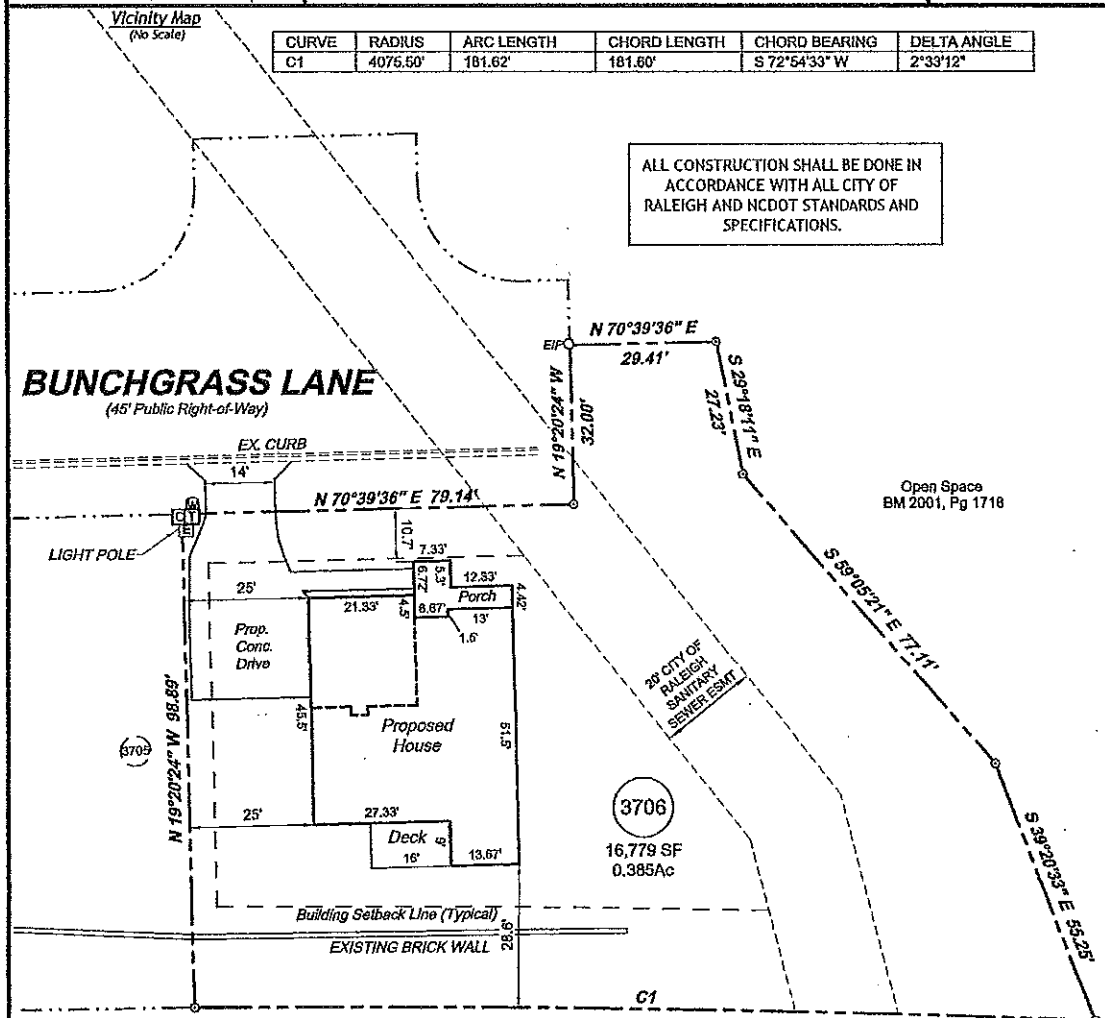 Vicinity Map
(No Scale)
CURVE RADIUS ARC LENGTH CHORD LENGTH CHORD BEARING DELTA ANGLE
C1 4075.50' 181.62' 181.60' S 72°54'33" W 2°33'12"
ALL CONSTRUCTION SHALL BE DONE IN
ACCORDANCE WITH ALL CITY OF
RALEIGH AND NCDOT STANDARDS AND
SPECIFICATIONS.
EIP
N 70°39'36" E
29.41'
S 29°18'11" E
27.23'
N 19°20'24" W
32.00'
BUNCHGRASS LANE
(45' Public Right-of-Way)
EX. CURB
14'
N 70°39'36" E 79.14'
Open Space
BM 2001, Pg 1718
C T
E
LIGHT POLE
10.7'
7.33'
5.3'
6.72'
12.33'
4.42'
Porch
25'
21.33'
4.5'
8.67'
13'
1.5'
S 59°05'21" E 77.11'
Prop.
Conc.
Drive
20' CITY OF
RALEIGH
SANITARY
SEWER ESMT
N 19°20'24" W 98.89'
45.5'
51.5'
Proposed
House
3705
3706
16,779 SF
0.385Ac
25'
27.33'
Deck
9'
16'
13.67'
S 39°20'33" E 55.25'
Building Setback Line (Typical)
28.6'
EXISTING BRICK WALL
C1